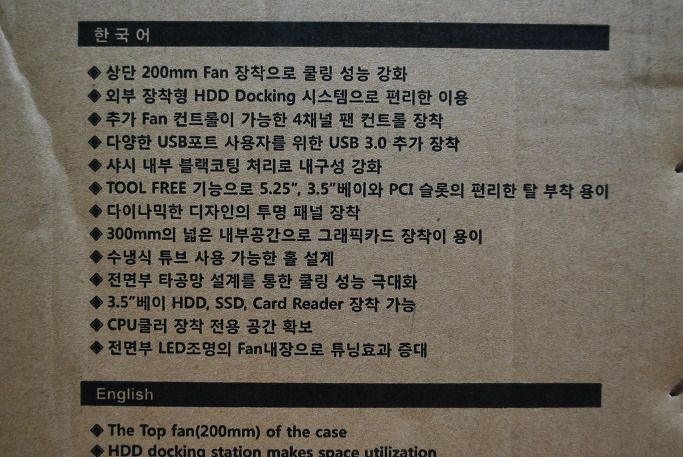 한국어
◈ 상단 200mm Fan 장착으로 쿨링 성능 강화
◈ 외부 장착형 HDD Docking 시스템으로 편리한 이용
◈ 추가 Fan 컨트롤이 가능한 4채널 팬 컨트롤 장착
◈ 다양한 USB포트 사용자를 위한 USB 3.0 추가 장착
◈ 샤시 내부 블랙코팅 처리로 내구성 강화
◈ TOOL FREE 기능으로 5.25”, 3.5”베이와 PCI 슬롯의 편리한 탈 부착 용이
◈ 다이나믹한 디자인의 투명 패널 장착
◈ 300mm의 넓은 내부공간으로 그래픽카드 장착이 용이
◈ 수냉식 튜브 사용 가능한 홀 설계
◈ 전면부 타공망 설계를 통한 쿨링 성능 극대화
◈ 3.5”베이 HDD, SSD, Card Reader 장착 가능
◈ CPU쿨러 장착 전용 공간 확보
◈ 전면부 LED조명의 Fan내장으로 튜닝효과 증대
English
◈ The Top fan(200mm) of the case
◈ HDD docking station makes space utilization